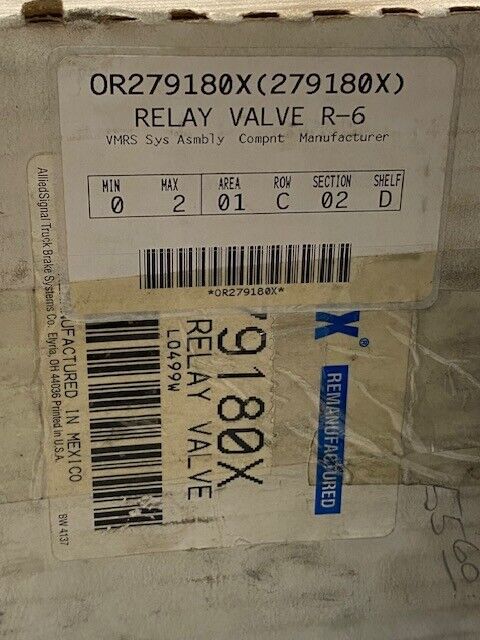 OR279180X(279180X)
RELAY VALVE R-6
VMRS Sys Asmbly Compnt Manufacturer
MIN MAX AREA ROW SECTION SHELF
0 2 01 C 02 D
*OR279180X*
AlliedSignal Truck Brake Systems Co. Elyria, OH 44036 Printed in U.S.A.
BW 4137
MANUFACTURED IN MEXICO
79180X
RELAY VALVE
L0499W
X®
REMANUFACTURED